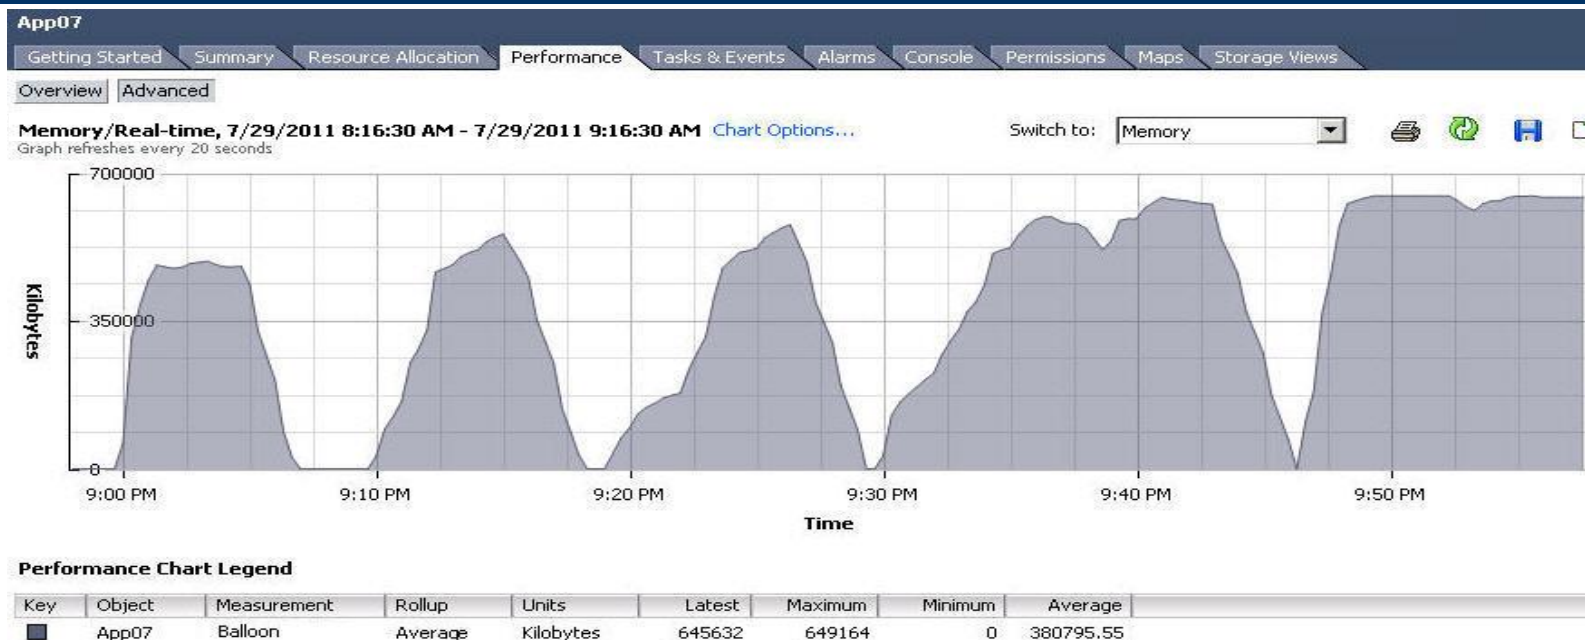 App07
Getting Started Summary Resource Allocation Performance Tasks & Events Alarms Console Permissions Maps Storage Views
Overview Advanced
Memory/Real-time, 7/29/2011 8:16:30 AM - 7/29/2011 9:16:30 AM Chart Options... Switch to: Memory
Graph refreshes every 20 seconds
700000
Kilobytes
350000
0
9:00 PM 9:10 PM 9:20 PM 9:30 PM 9:40 PM 9:50 PM
Time
Performance Chart Legend
Key Object Measurement Rollup Units Latest Maximum Minimum Average
App07 Balloon Average Kilobytes 645632 649164 0 380795.55